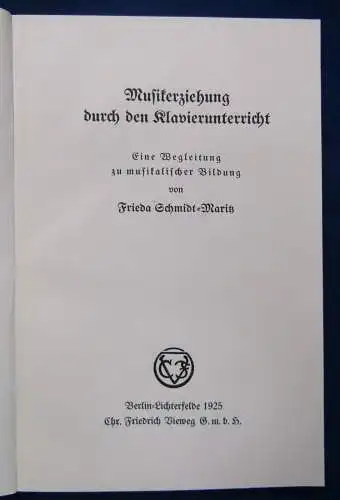 Musikerziehung
durch den Klavierunterricht
Eine Wegleitung
zu musikalischer Bildung
von
Frieda Schmidt-Maritz
Berlin-Lichterfelde 1925
Chr. Friedrich Vieweg G. m. b. H.